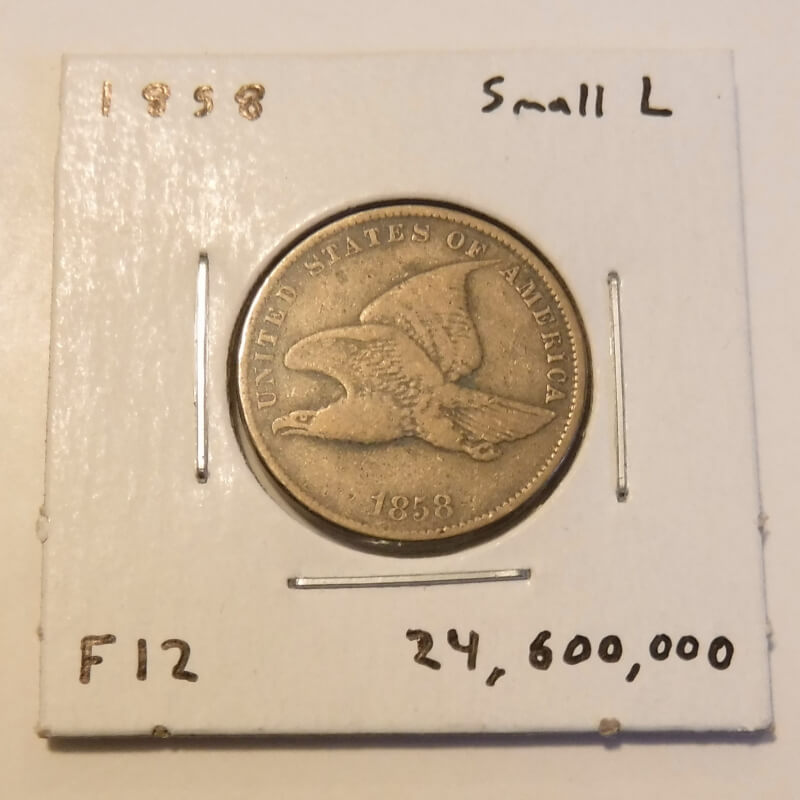 1858 Small L
UNITED STATES OF AMERICA
1858
F12 24,600,000